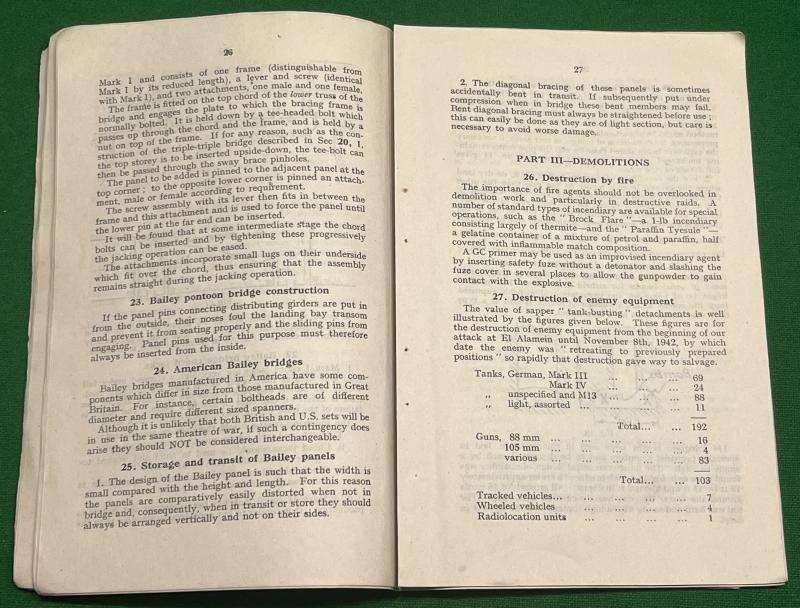 26
Mark I and consists of one frame (distinguishable from
Mark I by its reduced length), a lever and screw (identical
with Mark I), and two attachments, one male and one female.
The frame is fitted on the top chord of the lower truss of the
bridge and engages the plate to which the bracing frame is
normally bolted. It is held down by a tee-headed bolt which
passes up through the chord and the frame, and is held by a
nut on top of the frame. If for any reason, such as the con-
struction of the triple-triple bridge described in Sec 20, 1,
the top storey is to be inserted upside-down, the tee-bolt can
then be passed through the sway brace pinholes.
The panel to be added is pinned to the adjacent panel at the
top corner; to the opposite lower corner is pinned an attach-
ment, male or female according to requirement.
The screw assembly with its lever then fits in between the
frame and this attachment and is used to force the panel until
the lower pin at the far end can be inserted.
It will be found that at some intermediate stage the chord
bolts can be inserted and by tightening these progressively
the jacking operation can be eased.
The attachments incorporate small lugs on their underside
which fit over the chord, thus ensuring that the assembly
remains straight during the jacking operation.
23. Bailey pontoon bridge construction
If the panel pins connecting distributing girders are put in
from the outside, their noses foul the landing bay transom
and prevent it from seating properly and the sliding pins from
engaging. Panel pins used for this purpose must therefore
always be inserted from the inside.
24. American Bailey bridges
Bailey bridges manufactured in America have some com-
ponents which differ in size from those manufactured in Great
Britain. For instance, certain boltheads are of different
diameter and require different sized spanners.
Although it is unlikely that both British and U.S. sets will be
in use in the same theatre of war, if such a contingency does
arise they should NOT be considered interchangeable.
25. Storage and transit of Bailey panels
1. The design of the Bailey panel is such that the width is
small compared with the height and length. For this reason
the panels are comparatively easily distorted when not in
bridge and, consequently, when in transit or store they should
always be arranged vertically and not on their sides.
27
2. The diagonal bracing of these panels is sometimes
accidentally bent in transit. If subsequently put under
compression when in bridge these bent members may fail.
Bent diagonal bracing must always be straightened before use;
this can easily be done as they are of light section, but care is
necessary to avoid worse damage.
PART III—DEMOLITIONS
26. Destruction by fire
The importance of fire agents should not be overlooked in
demolition work and particularly in destructive raids. A
number of standard types of incendiary are available for special
operations, such as the "Brock Flare"—a 1-lb incendiary
consisting largely of thermite—and the "Paraffin Tyesule"—
a gelatine container of a mixture of petrol and paraffin, half
covered with inflammable match composition.
A GC primer may be used as an improvised incendiary agent
by inserting safety fuze without a detonator and slashing the
fuze cover in several places to allow the gunpowder to gain
contact with the explosive.
27. Destruction of enemy equipment
The value of sapper "tank-busting" detachments is well
illustrated by the figures given below. These figures are for
the destruction of enemy equipment from the beginning of our
attack at El Alamein until November 8th, 1942, by which
date the enemy was "retreating to previously prepared
positions" so rapidly that destruction gave way to salvage.
Tanks, German, Mark III ... ... ... 69
Mark IV ... ... ... 24
„ unspecified and M13 ... ... ... 88
„ light, assorted ... ... ... 11
Total... ... 192
Guns, 88 mm ... ... ... ... 16
105 mm ... ... ... ... 4
various ... ... ... ... 83
Total... ... 103
Tracked vehicles... ... ... ... ... 7
Wheeled vehicles ... ... ... ... 4
Radiolocation units ... ... ... ... 1